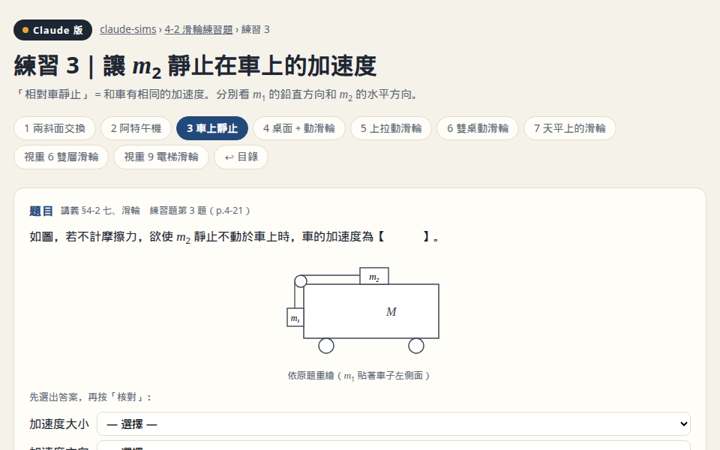 Claude 版 claude-sims › 4-2 滑輪練習題 › 練習 3
練習 3｜讓 m₂ 靜止在車上的加速度
「相對車靜止」= 和車有相同的加速度。分別看 m₁ 的鉛直方向和 m₂ 的水平方向。
1 兩斜面交換 2 阿特午機 3 車上靜止 4 桌面 + 動滑輪 5 上拉動滑輪 6 雙桌動滑輪 7 天平上的滑輪
視重 6 雙層滑輪 視重 9 電梯滑輪 ↩ 目錄
題目 講義 §4-2 七、滑輪 練習題第 3 題（p.4-21）
如圖，若不計摩擦力，欲使 m₂ 靜止不動於車上時，車的加速度為【 】。
m₂
M
m₁
依原題重繪（m₁ 貼著車子左側面）
先選出答案，再按「核對」：
加速度大小 — 選擇 —